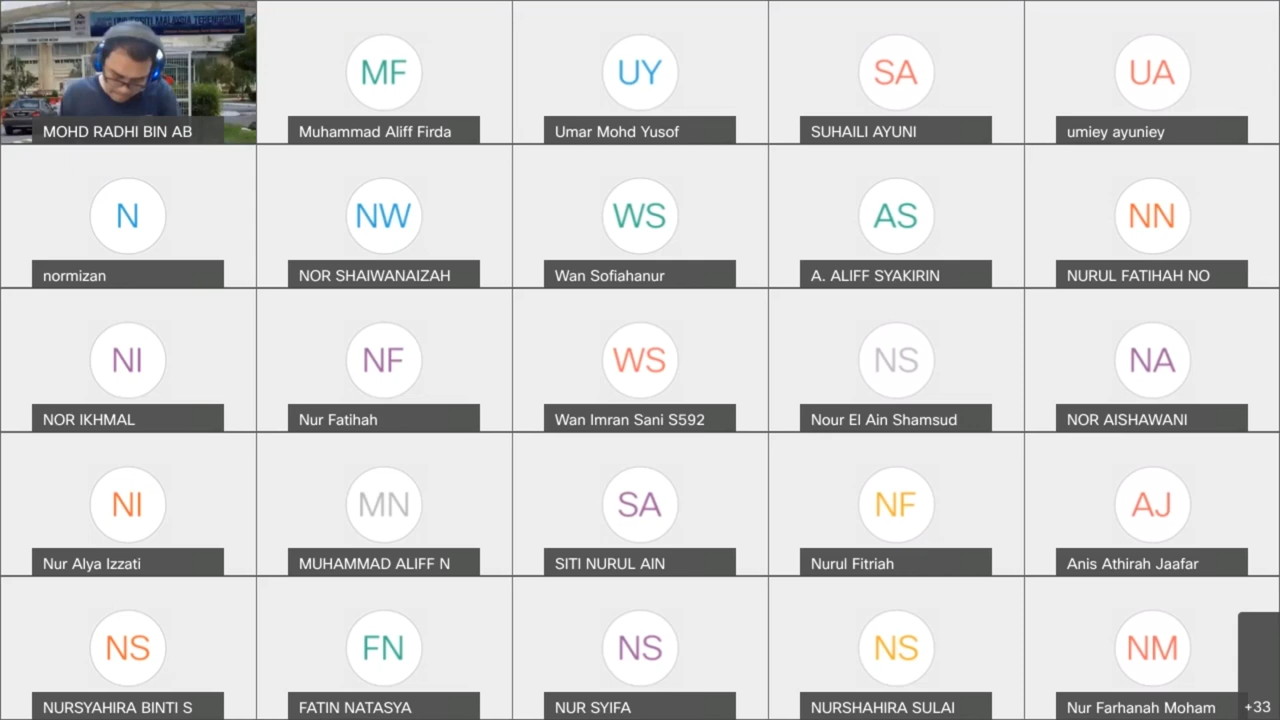 UNIVERSITI MALAYSIA TERENGGANU
MOHD RADHI BIN AB
MF
Muhammad Aliff Firda
UY
Umar Mohd Yusof
SA
SUHAILI AYUNI
UA
umiey ayuniey
N
normizan
NW
NOR SHAIWANAIZAH
WS
Wan Sofiahanur
AS
A. ALIFF SYAKIRIN
NN
NURUL FATIHAH NO
NI
NOR IKHMAL
NF
Nur Fatihah
WS
Wan Imran Sani S592
NS
Nour El Ain Shamsud
NA
NOR AISHAWANI
NI
Nur Alya Izzati
MN
MUHAMMAD ALIFF N
SA
SITI NURUL AIN
NF
Nurul Fitriah
AJ
Anis Athirah Jaafar
NS
NURSYAHIRA BINTI S
FN
FATIN NATASYA
NS
NUR SYIFA
NS
NURSHAHIRA SULAI
NM
Nur Farhanah Moham
+33